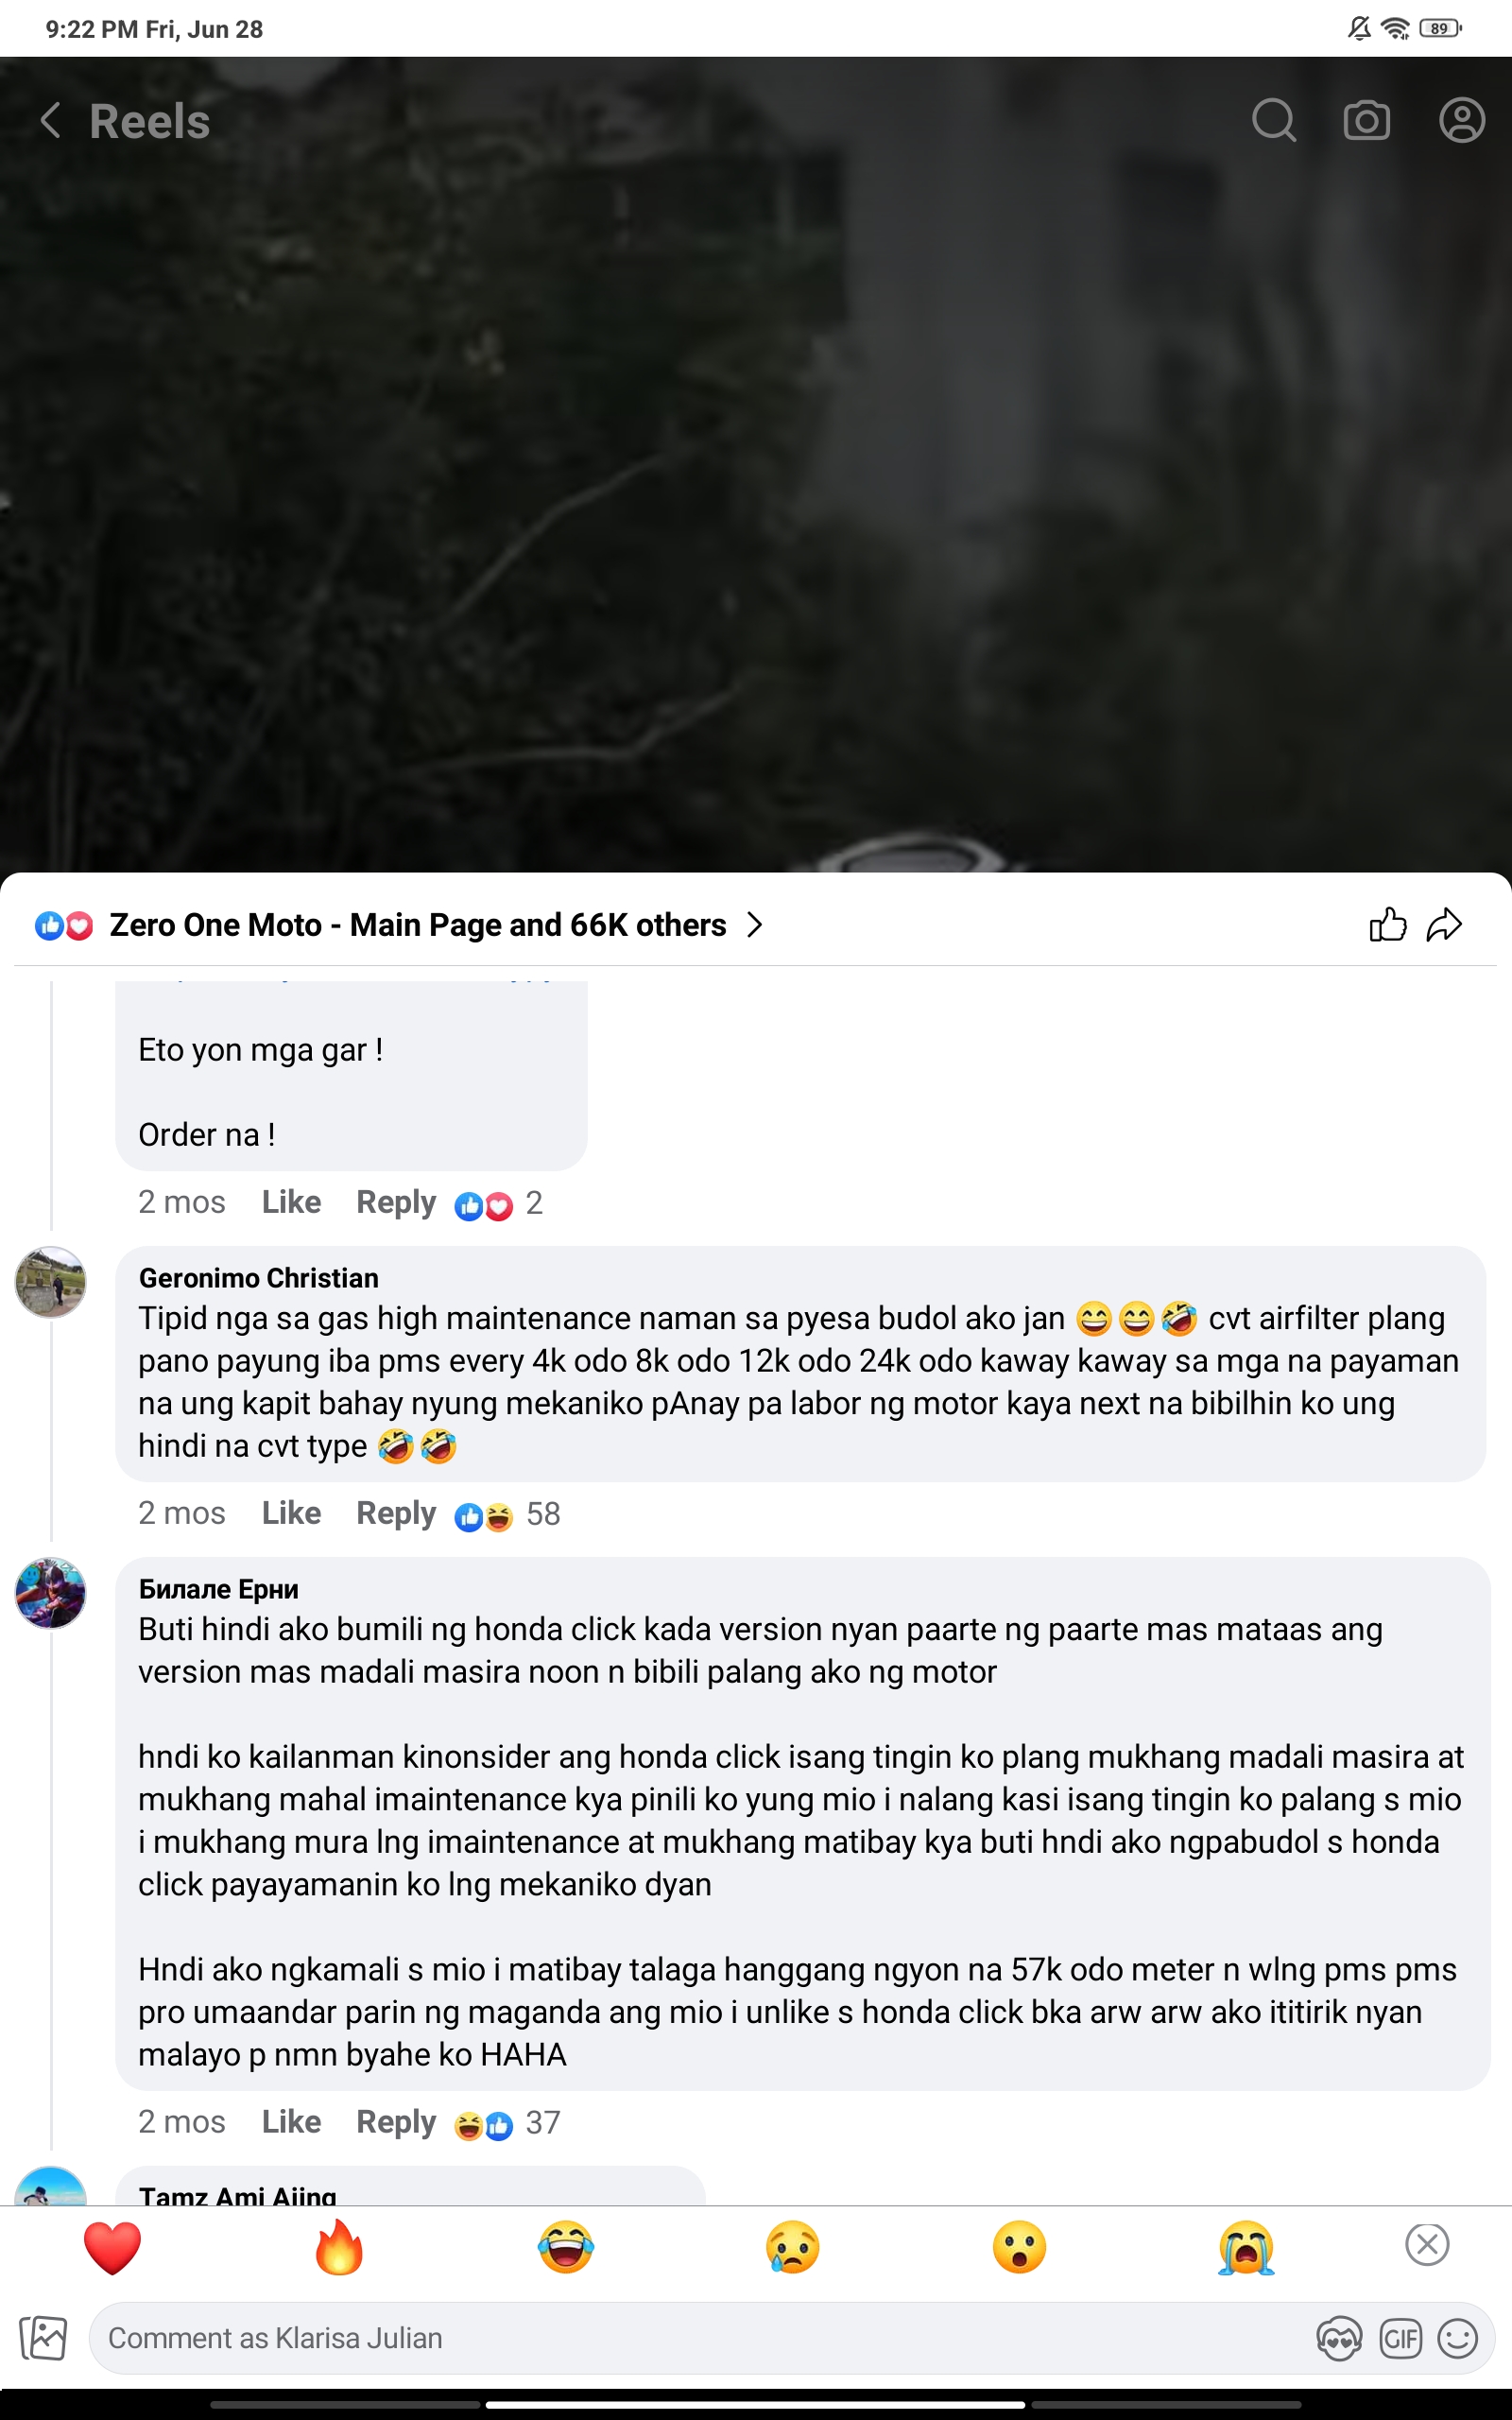 9:22 PM Fri, Jun 28
89
Reels
Zero One Moto - Main Page and 66K others
Eto yon mga gar !
Order na !
2 mos Like Reply 2
Geronimo Christian
Tipid nga sa gas high maintenance naman sa pyesa budol ako jan 😄😄🤣 cvt airfilter plang
pano payung iba pms every 4k odo 8k odo 12k odo 24k odo kaway kaway sa mga na payaman
na ung kapit bahay nyung mekaniko pAnay pa labor ng motor kaya next na bibilhin ko ung
hindi na cvt type 🤣🤣
2 mos Like Reply 58
Билале Ерни
Buti hindi ako bumili ng honda click kada version nyan paarte ng paarte mas mataas ang
version mas madali masira noon n bibili palang ako ng motor
hndi ko kailanman kinonsider ang honda click isang tingin ko plang mukhang madali masira at
mukhang mahal imaintenance kya pinili ko yung mio i nalang kasi isang tingin ko palang s mio
i mukhang mura lng imaintenance at mukhang matibay kya buti hndi ako ngpabudol s honda
click payayamanin ko lng mekaniko dyan
Hndi ako ngkamali s mio i matibay talaga hanggang ngyon na 57k odo meter n wlng pms pms
pro umaandar parin ng maganda ang mio i unlike s honda click bka arw arw ako ititirik nyan
malayo p nmn byahe ko HAHA
2 mos Like Reply 37
Tamz Ami Ajing
❤️ 🔥 😂 😢 😮 😭
Comment as Klarisa Julian
GIF